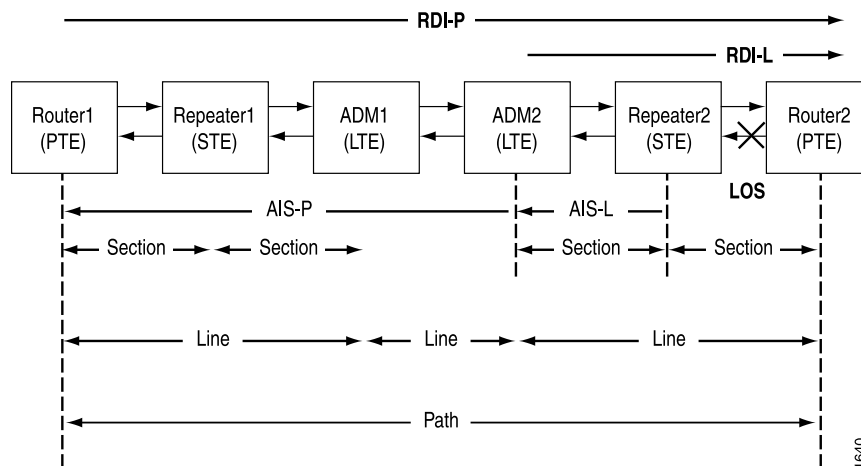 RDI-P
RDI-L
Router1 (PTE)
Repeater1 (STE)
ADM1 (LTE)
ADM2 (LTE)
Repeater2 (STE)
Router2 (PTE)
LOS
AIS-P
AIS-L
Section
Section
Section
Section
Line
Line
Line
Path